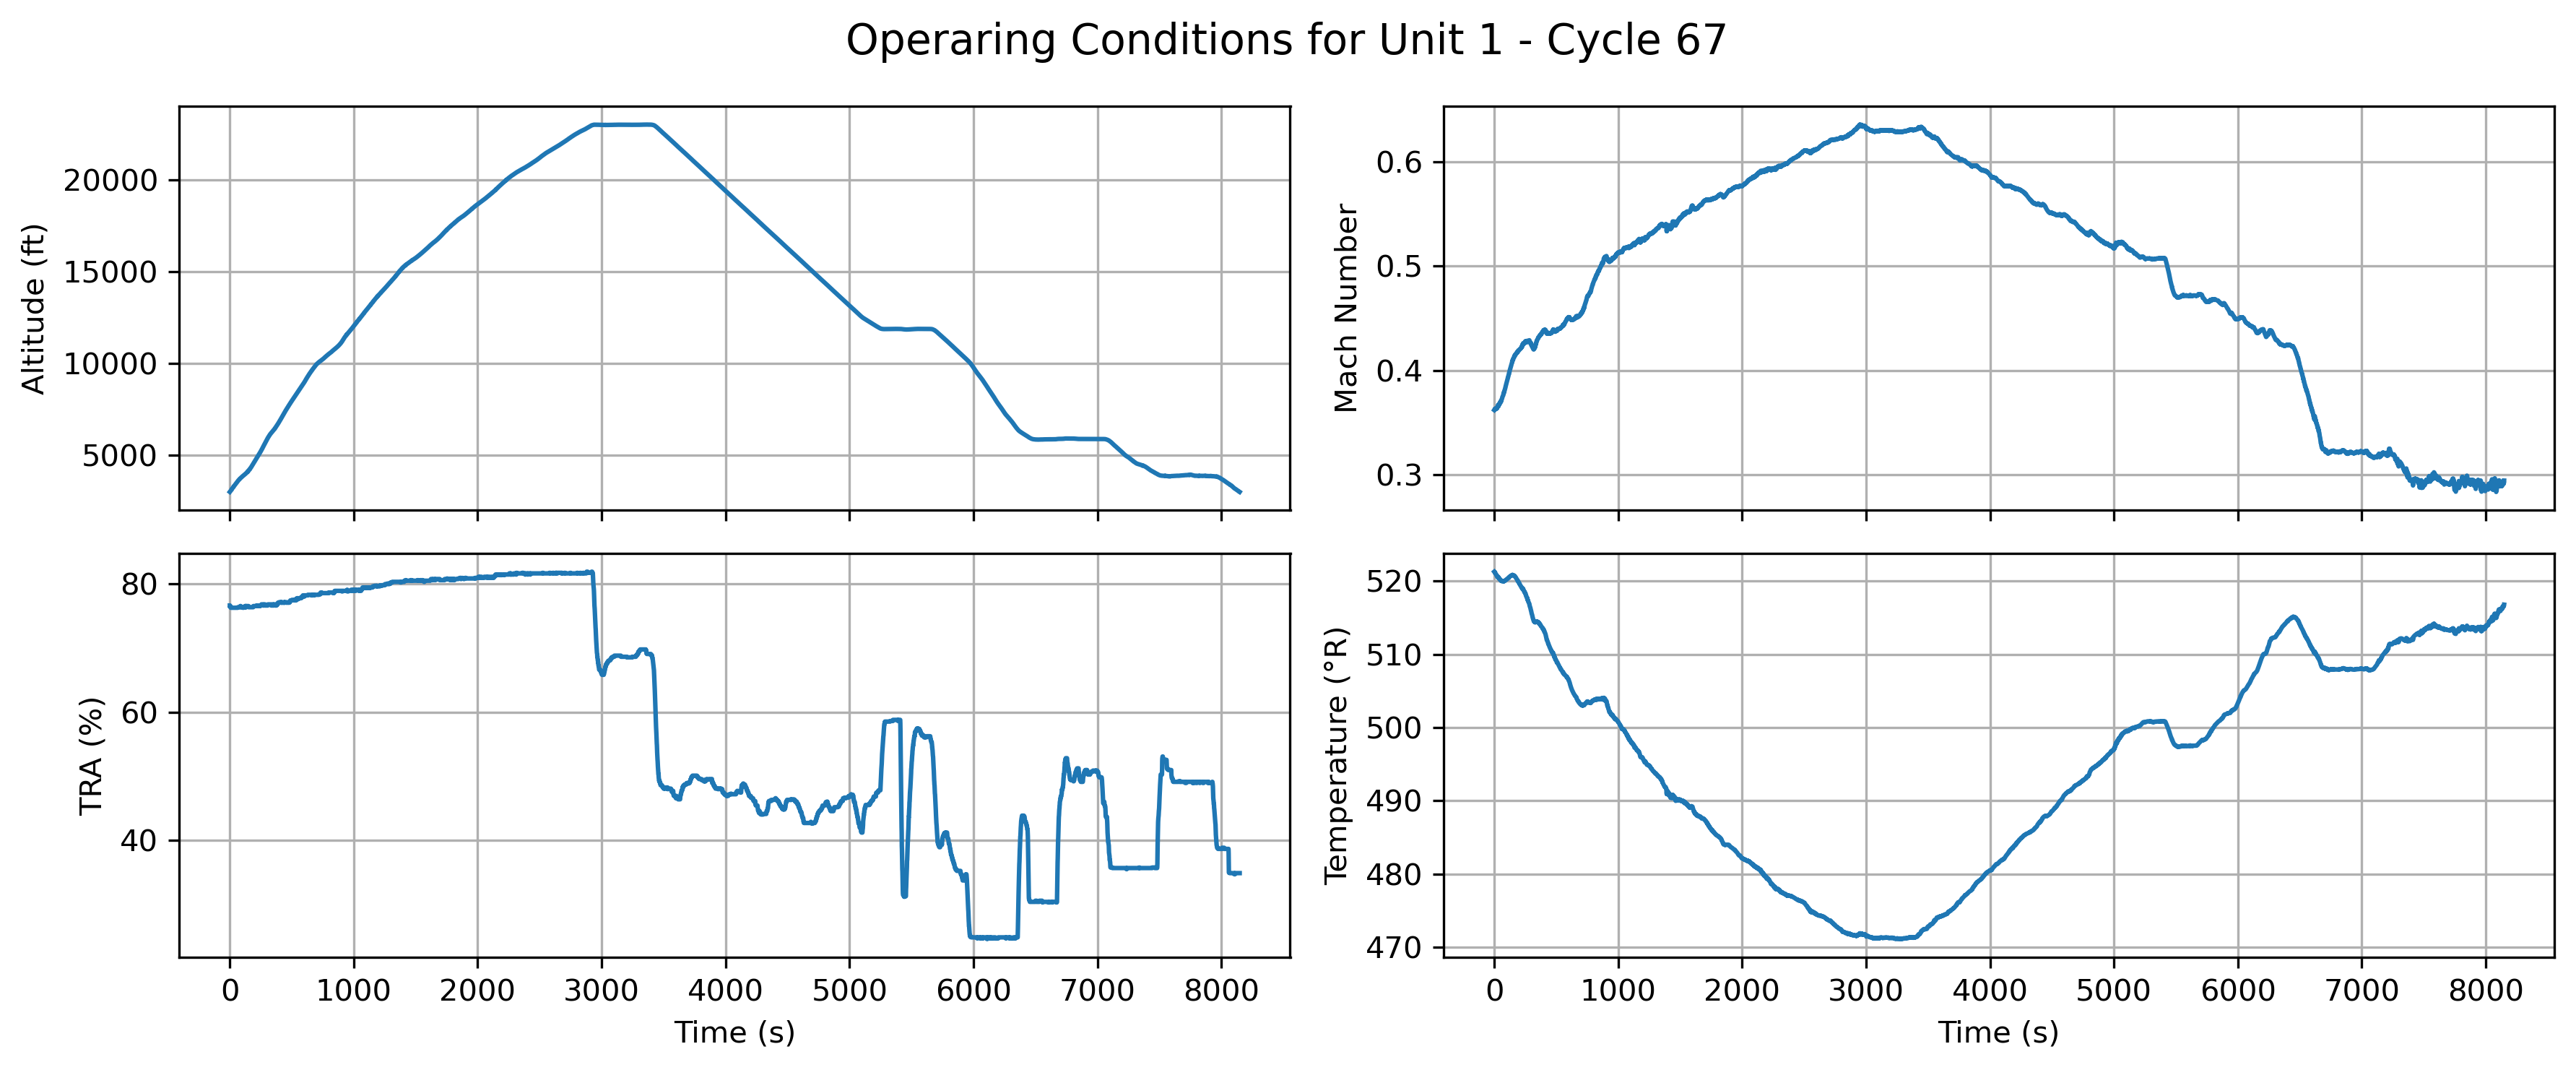 Operaring Conditions for Unit 1 - Cycle 67
Altitude (ft)
20000
15000
10000
5000
Mach Number
0.6
0.5
0.4
0.3
TRA (%)
80
60
40
0 1000 2000 3000 4000 5000 6000 7000 8000
Time (s)
Temperature (°R)
520
510
500
490
480
470
0 1000 2000 3000 4000 5000 6000 7000 8000
Time (s)